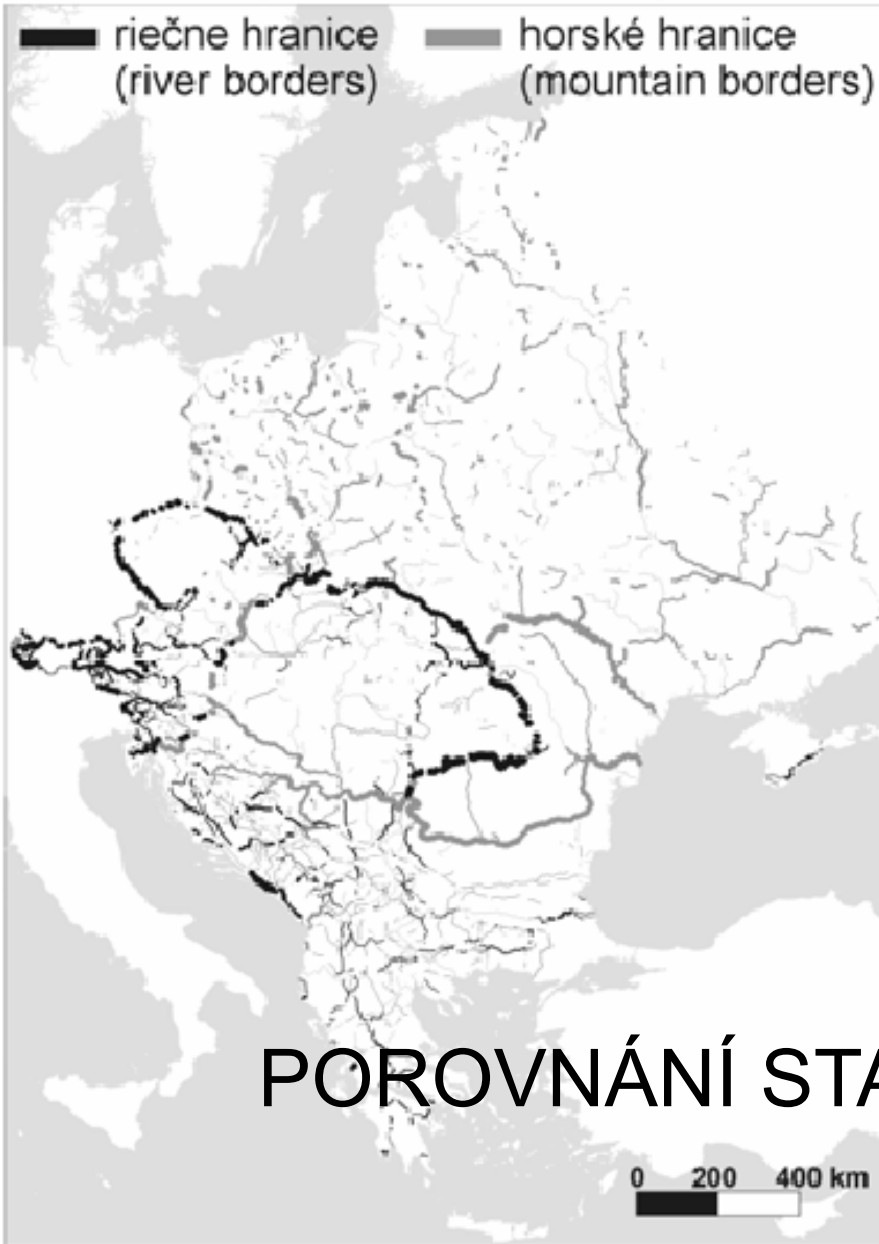 riečne hranice
(river borders)
horské hranice
(mountain borders)
POROVNÁNÍ STA
0 200 400 km